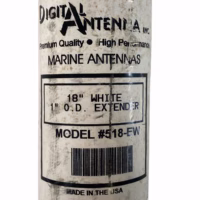 DIGITAL ANTENNA INC.
Premium Quality • High Performance
MARINE ANTENNAS
18" WHITE
1" O.D. EXTENDER
MODEL #518-EW
MADE IN THE USA